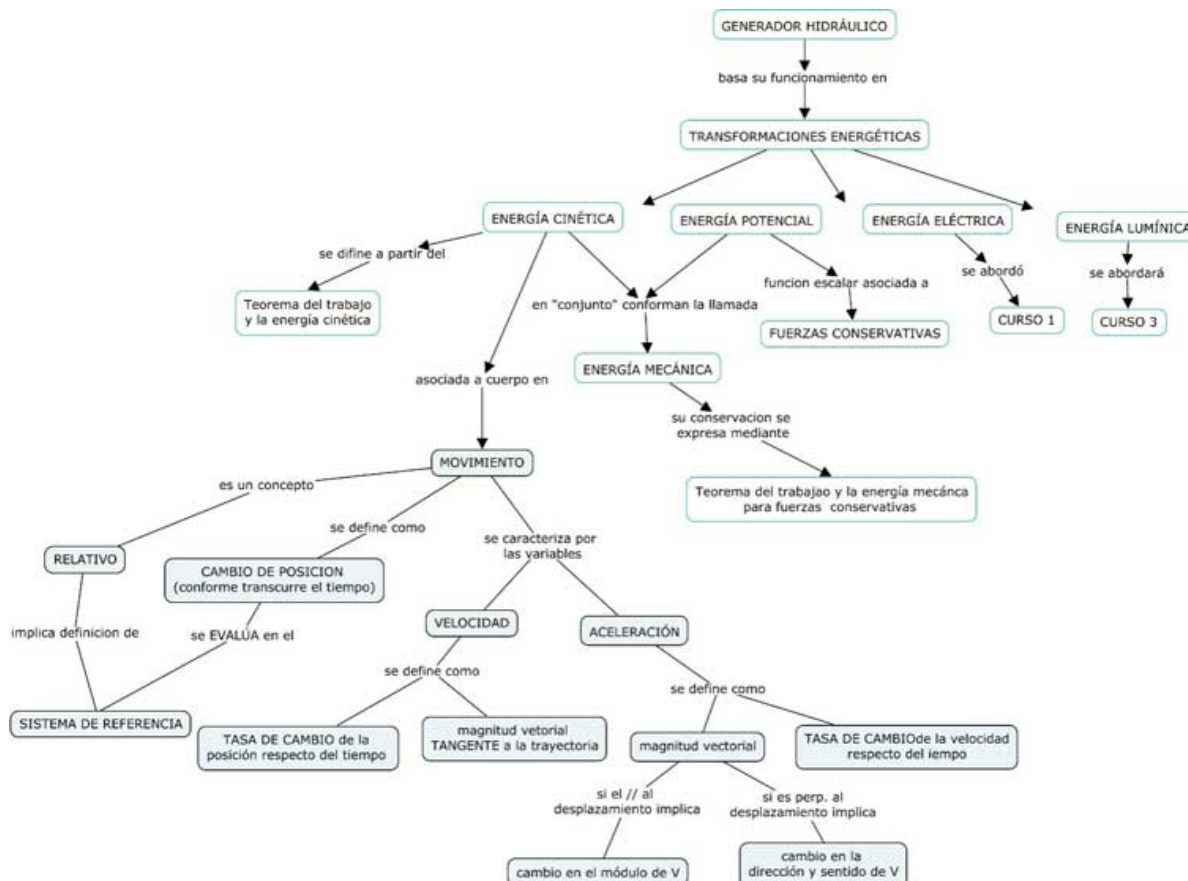 GENERADOR HIDRÁULICO
basa su funcionamiento en
TRANSFORMACIONES ENERGÉTICAS
ENERGÍA CINÉTICA
ENERGÍA POTENCIAL
ENERGÍA ELÉCTRICA
ENERGÍA LUMÍNICA
se difine a partir del
Teorema del trabajo
y la energía cinética
en "conjunto" conforman la llamada
funcion escalar asociada a
se abordó
se abordará
FUERZAS CONSERVATIVAS
CURSO 1
CURSO 3
asociada a cuerpo en
ENERGÍA MECÁNICA
su conservacion se
expresa mediante
Teorema del trabajao y la energía mecánca
para fuerzas conservativas
MOVIMIENTO
es un concepto
se define como
se caracteriza por
las variables
RELATIVO
CAMBIO DE POSICION
(conforme transcurre el tiempo)
VELOCIDAD
ACELERACIÓN
implica definicion de
se EVALÚA en el
se define como
se define como
SISTEMA DE REFERENCIA
TASA DE CAMBIO de la
posición respecto del tiempo
magnitud vetorial
TANGENTE a la trayectoria
magnitud vectorial
TASA DE CAMBIOde la velocidad
respecto del iempo
si el // al
desplazamiento implica
si es perp. al
desplazamiento implica
cambio en el módulo de V
cambio en la
dirección y sentido de V